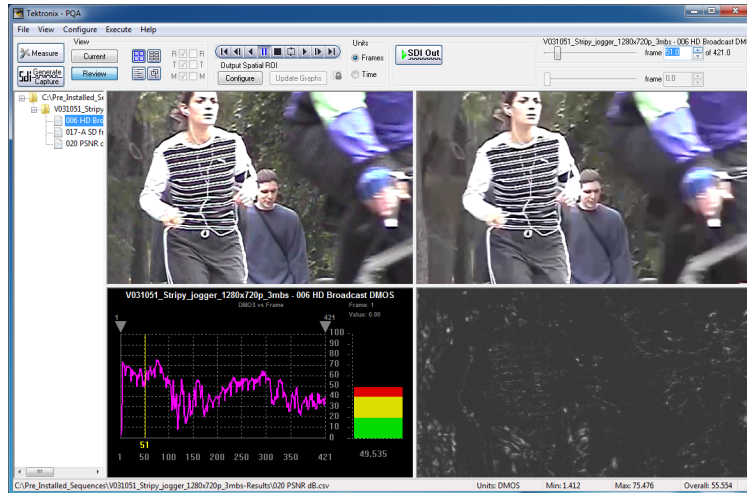 Tektronix - PQA
File View Configure Execute Help
Measure
View
Current
Review
Generate
Capture
R R
T T
M M
Output Spatial ROI
Configure Update Graphs
Units
Frames
Time
SDI Out
V031051_Stripy_jogger_1280x720p_3mbs - 006 HD Broadcast DM
frame 51.0 of 421.0
frame 0.0
C:\Pre_Installed_Se
V031051_Stripy
006 HD Bro
017-A SD fr
020 PSNR d
V031051_Stripy_jogger_1280x720p_3mbs - 006 HD Broadcast DMOS
DMOS vs Frame
Frame: 1
Value: 0.00
1 421
100
90
80
70
60
50
40
30
20
10
0
51
1 50 100 150 200 250 300 350 421
49.535
C:\Pre_Installed_Sequences\V031051_Stripy_jogger_1280x720p_3mbs-Results\020 PSNR dB.csv
Units: DMOS Min: 1.412 Max: 75.476 Overall: 55.554